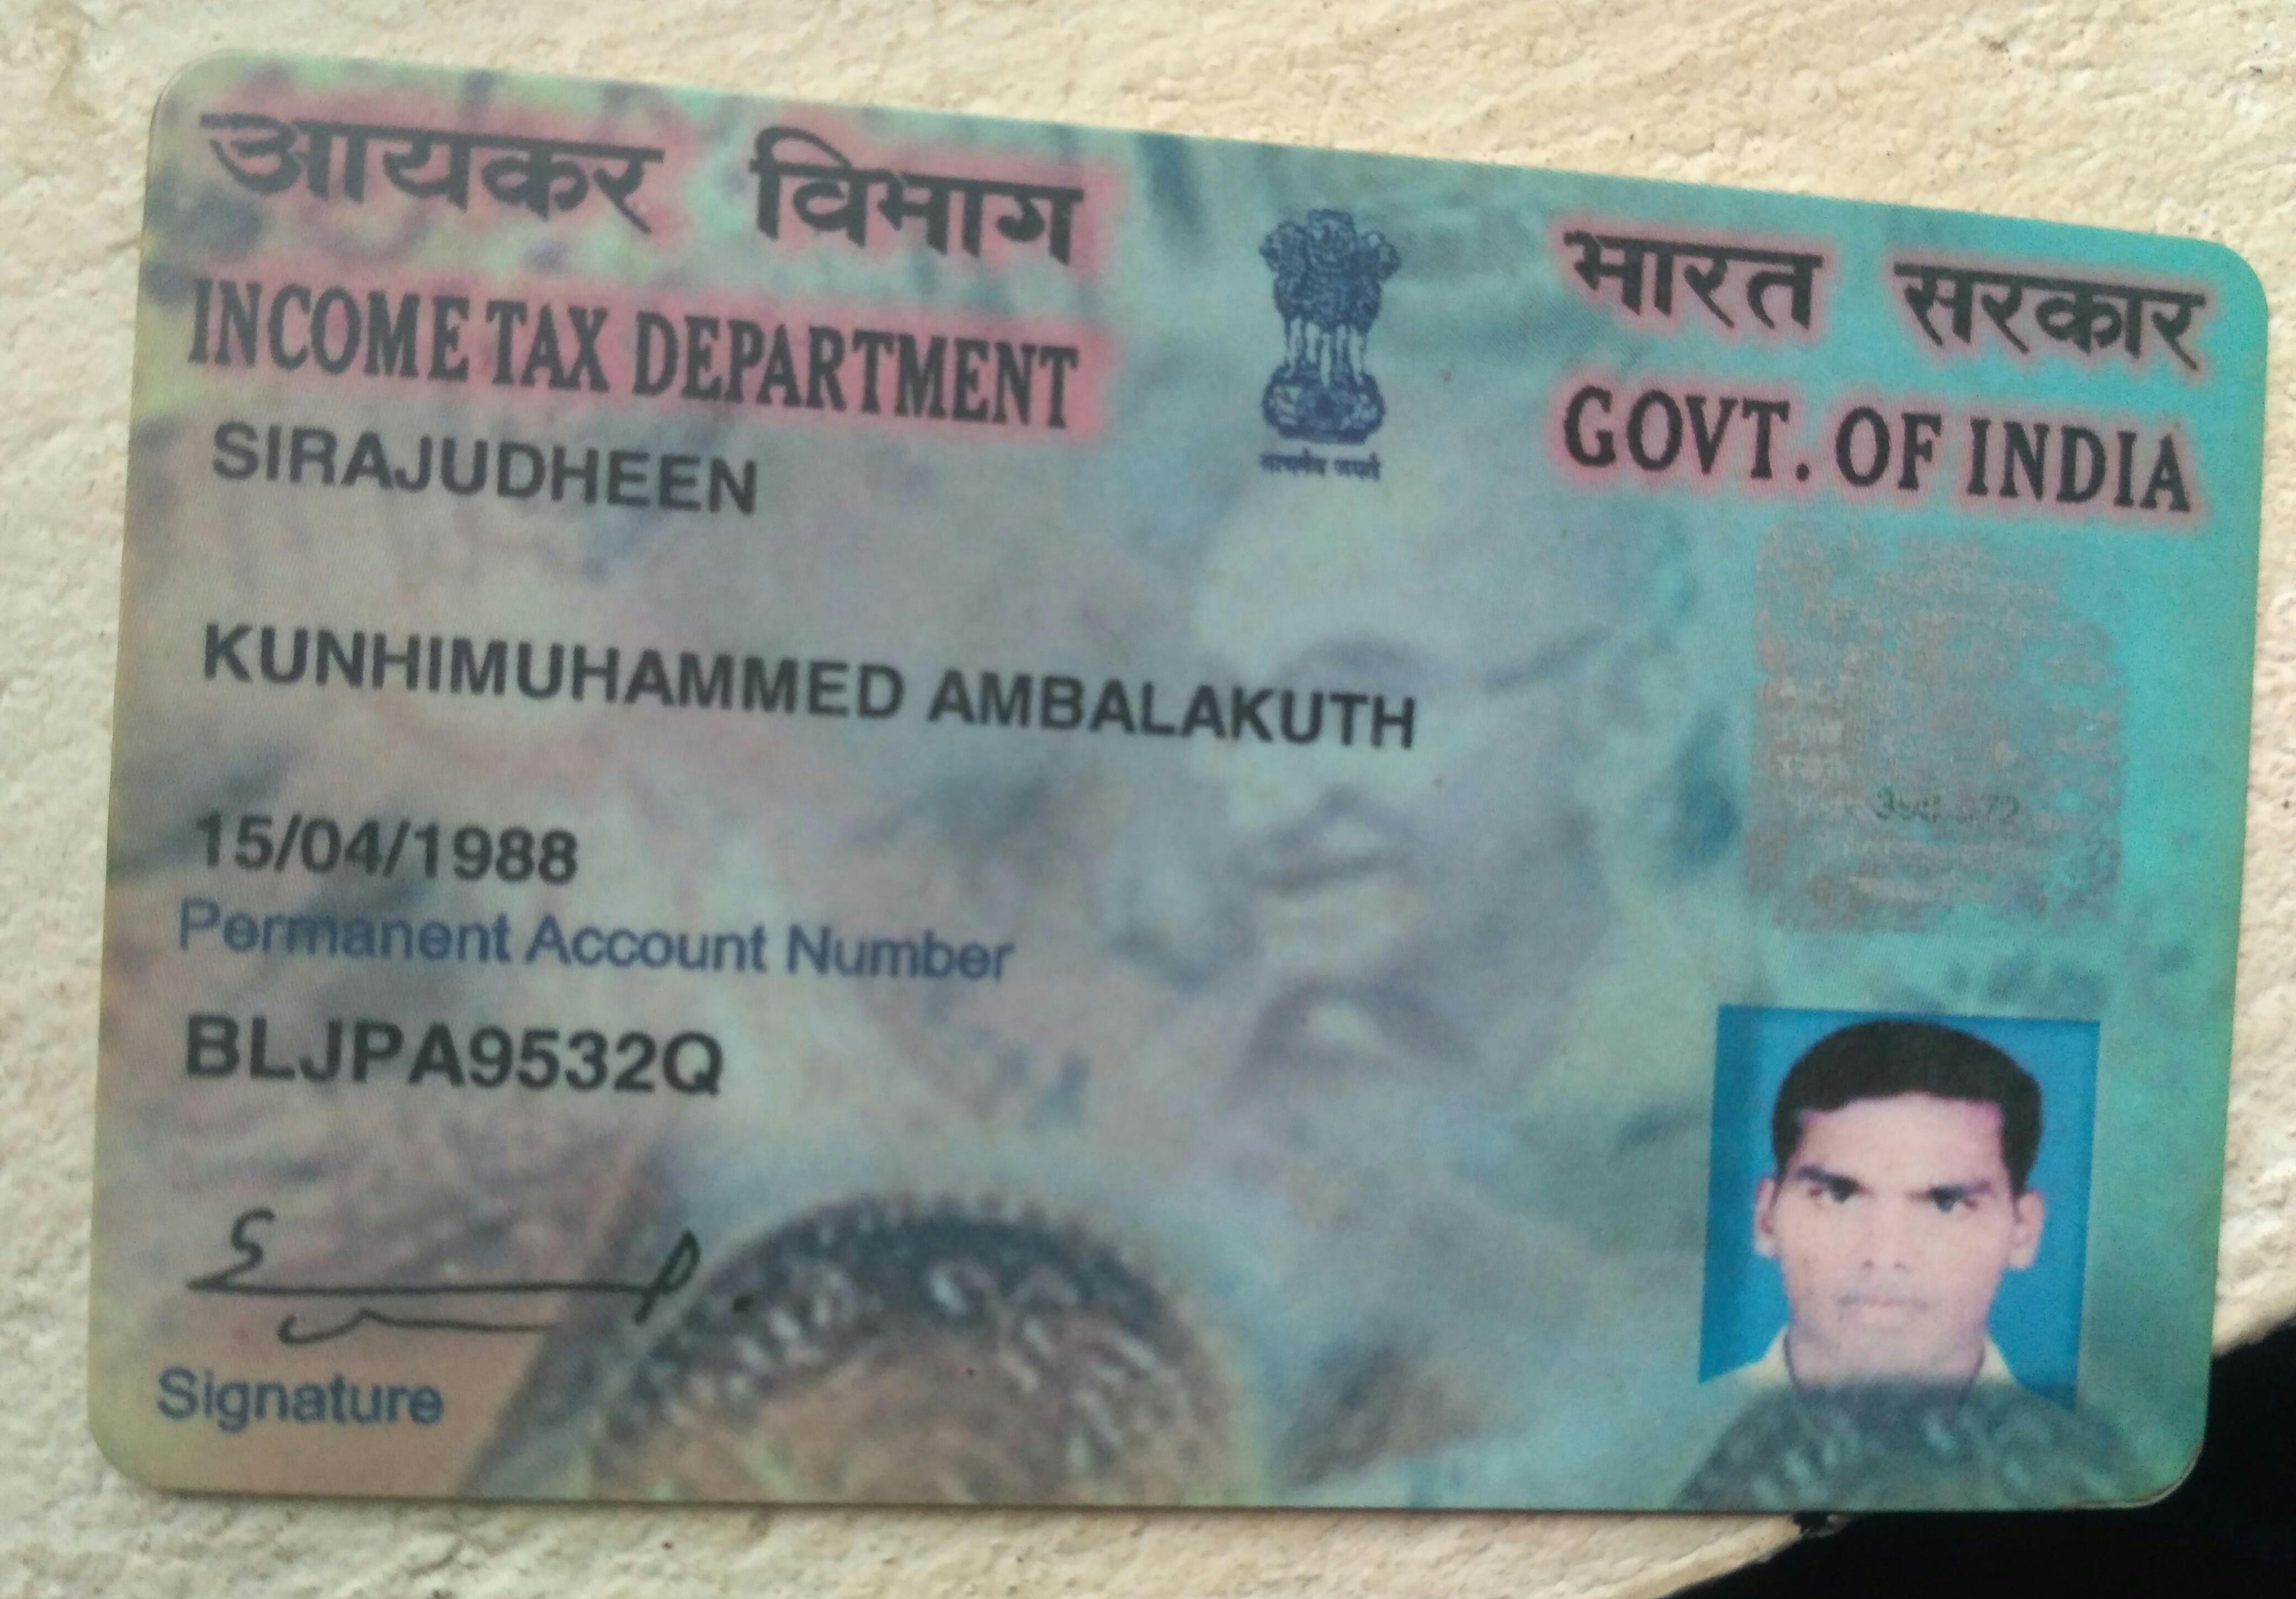 आयकर विभाग
INCOME TAX DEPARTMENT
भारत सरकार
GOVT. OF INDIA
सत्यमेव जयते
SIRAJUDHEEN
KUNHIMUHAMMED AMBALAKUTH
15/04/1988
Permanent Account Number
BLJPA9532Q
Signature